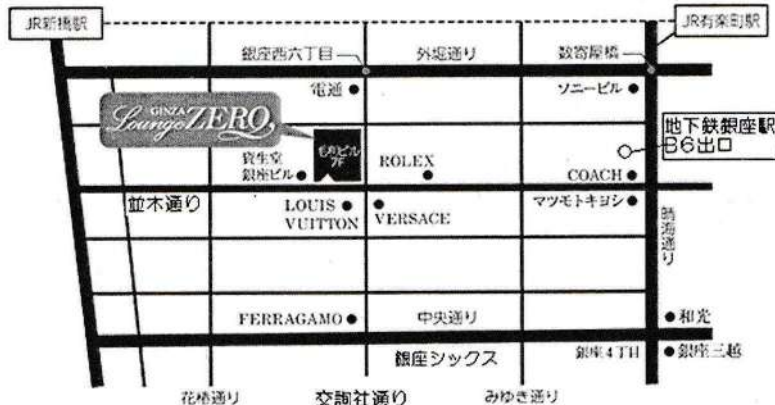 JR新橋駅
JR有楽町駅
銀座西六丁目
外堀通り
数寄屋橋
電通
ソニービル
GINZA
Lounge ZERO
地下鉄銀座駅
B6出口
7F
資生堂
銀座ビル
ROLEX
COACH
並木通り
LOUIS
VUITTON
VERSACE
マツモトキヨシ
晴海通り
FERRAGAMO
中央通り
和光
銀座シックス
銀座4TH
銀座三越
花椿通り
交詢社通り
みゆき通り